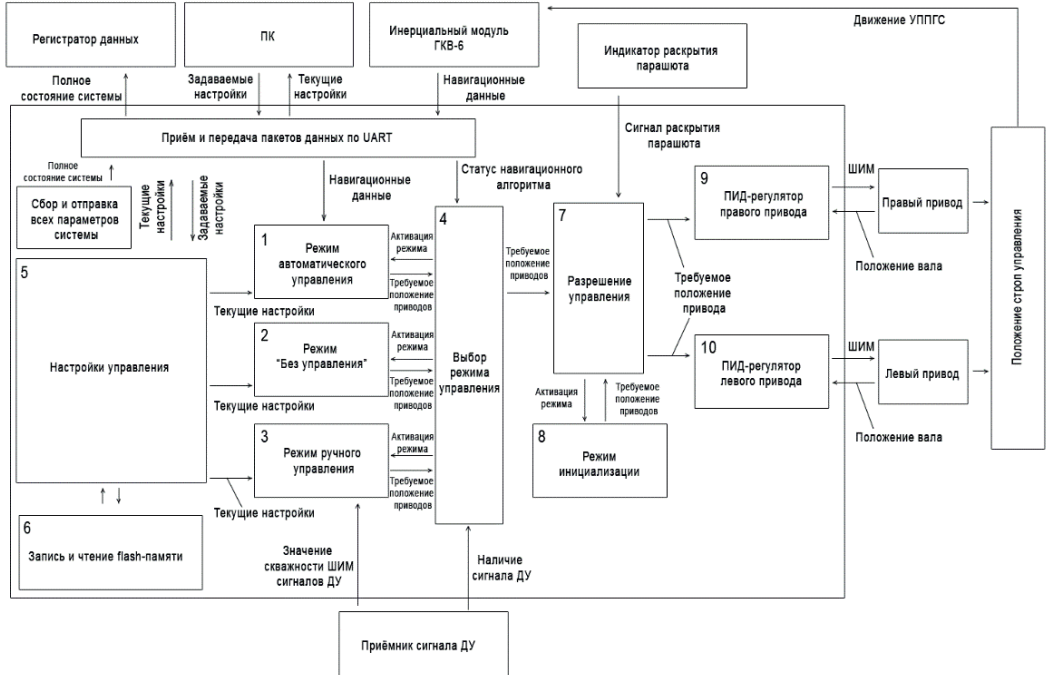 Движение УППГС
Регистратор данных
ПК
Инерциальный модуль
ГКВ-6
Индикатор раскрытия
парашюта
Полное
состояние системы
Задаваемые
настройки
Текущие
настройки
Навигационные
данные
Сигнал раскрытия
парашюта
Приём и передача пакетов данных по UART
Полное
состояние системы
Сбор и отправка
всех параметров
системы
Текущие
настройки
Задаваемые
настройки
Навигационные
данные
Статус навигационного
алгоритма
5
Настройки управления
Текущие настройки
Текущие настройки
Текущие настройки
1
Режим
автоматического
управления
Активация
режима
Требуемое
положение
приводов
2
Режим
"Без управления"
Активация
режима
Требуемое
положение
приводов
3
Режим ручного
управления
Активация
режима
Требуемое
положение
приводов
4
Выбор
режима
управления
Требуемое
положение
приводов
7
Разрешение
управления
Активация
режима
Требуемое
положение
приводов
8
Режим
инициализации
Требуемое
положение
привода
9
ПИД-регулятор
правого привода
ШИМ
Правый привод
Положение вала
10
ПИД-регулятор
левого привода
ШИМ
Левый привод
Положение вала
Положение строп управления
6
Запись и чтение flash-памяти
Значение
скважности ШИМ
сигналов ДУ
Наличие
сигнала ДУ
Приёмник сигнала ДУ